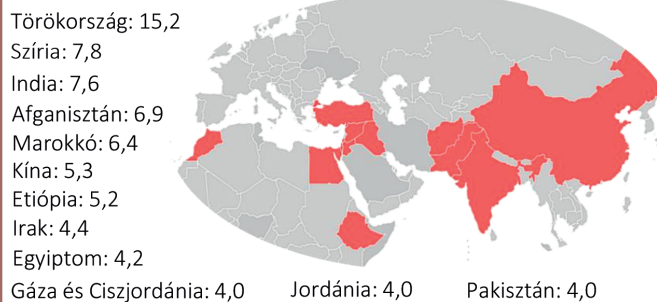 Törökország: 15,2
Szíria: 7,8
India: 7,6
Afganisztán: 6,9
Marokkó: 6,4
Kína: 5,3
Etiópia: 5,2
Irak: 4,4
Egyiptom: 4,2
Gáza és Ciszjordánia: 4,0 Jordánia: 4,0 Pakisztán: 4,0